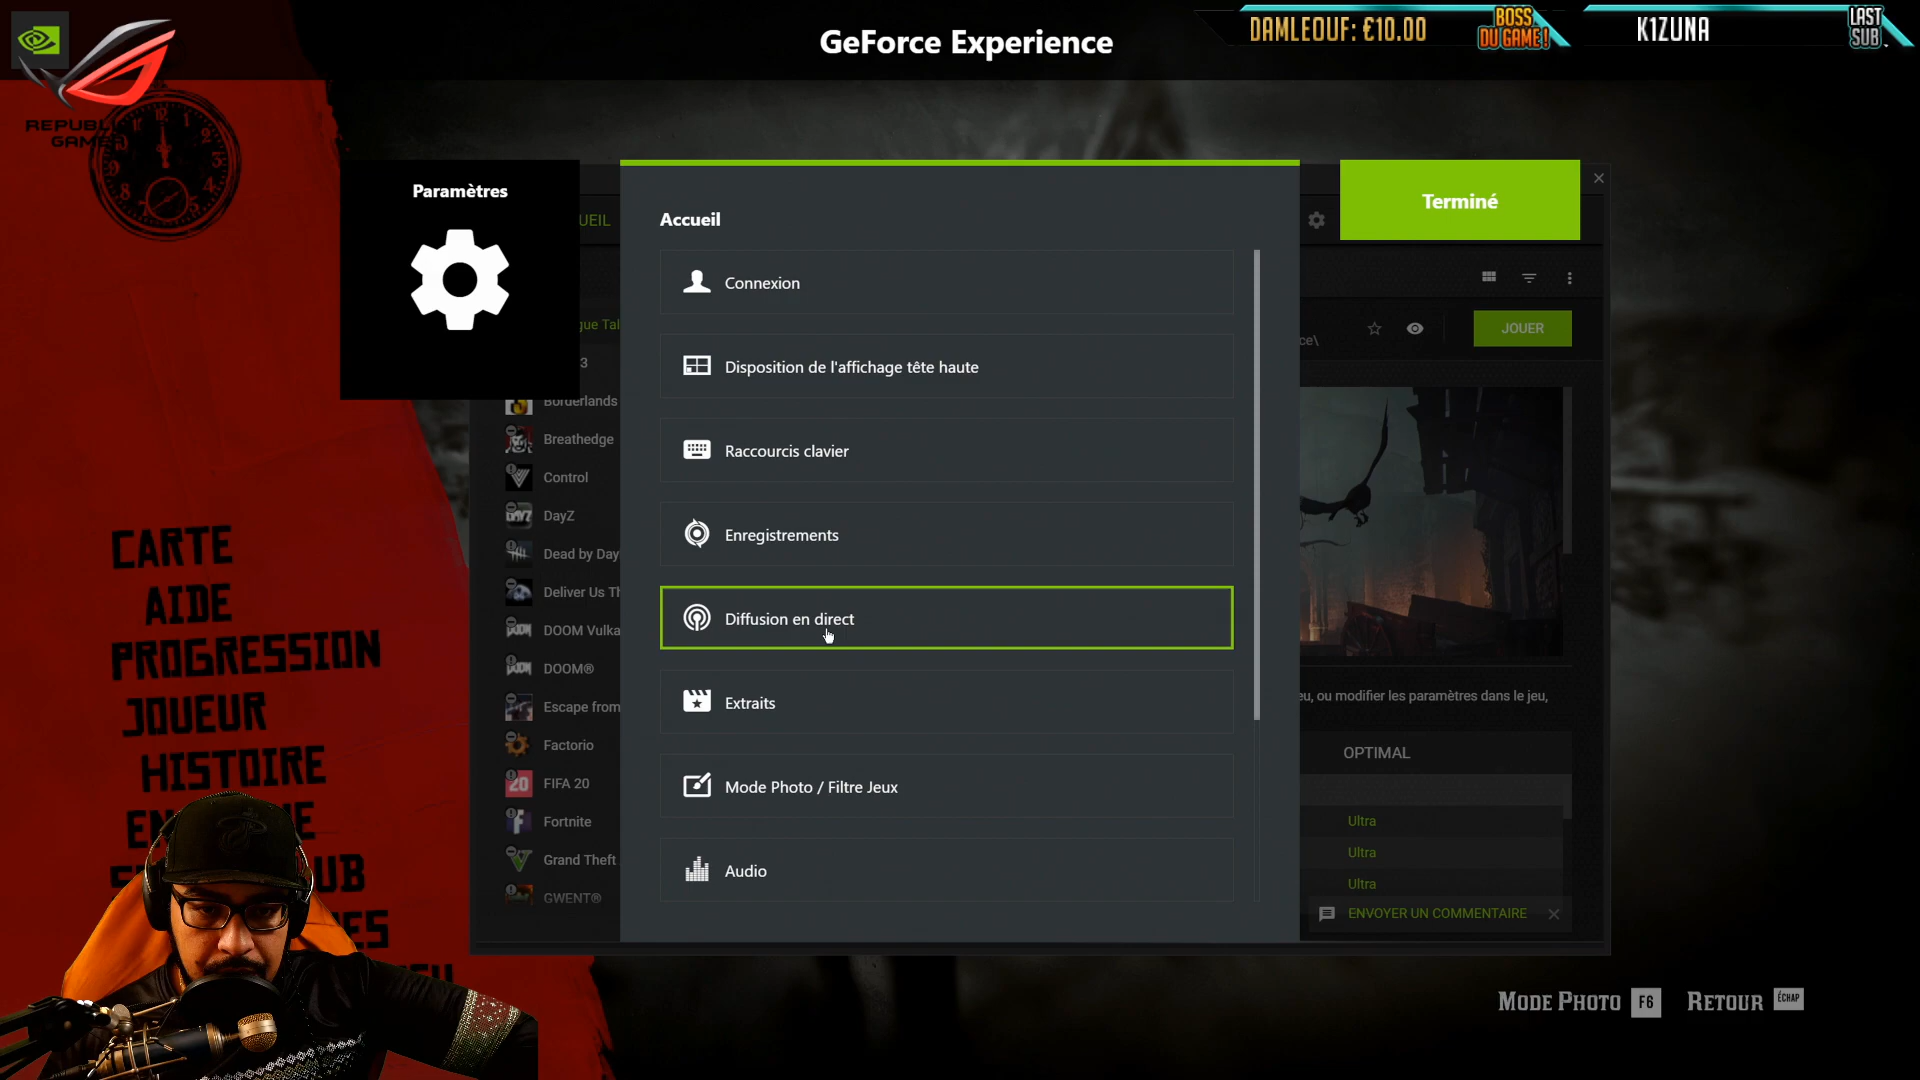 GeForce Experience
DAMLEOUF: €10.00
BOSS
DU GAME !
K1ZUNA
LAST
SUB.
Paramètres
Terminé
Accueil
Connexion
Disposition de l'affichage tête haute
Raccourcis clavier
Enregistrements
Diffusion en direct
Extraits
Mode Photo / Filtre Jeux
Audio
UEIL
gue Tal
3
Borderlands
Breathedge
Control
DayZ
Dead by Day
Deliver Us Th
DOOM Vulka
DOOM®
Escape from
Factorio
FIFA 20
Fortnite
Grand Theft
GWENT®
ce\
JOUER
eu, ou modifier les paramètres dans le jeu,
OPTIMAL
Ultra
Ultra
Ultra
ENVOYER UN COMMENTAIRE
CARTE
AIDE
PROGRESSION
JOUEUR
HISTOIRE
MODE PHOTO F6
RETOUR ÉCHAP